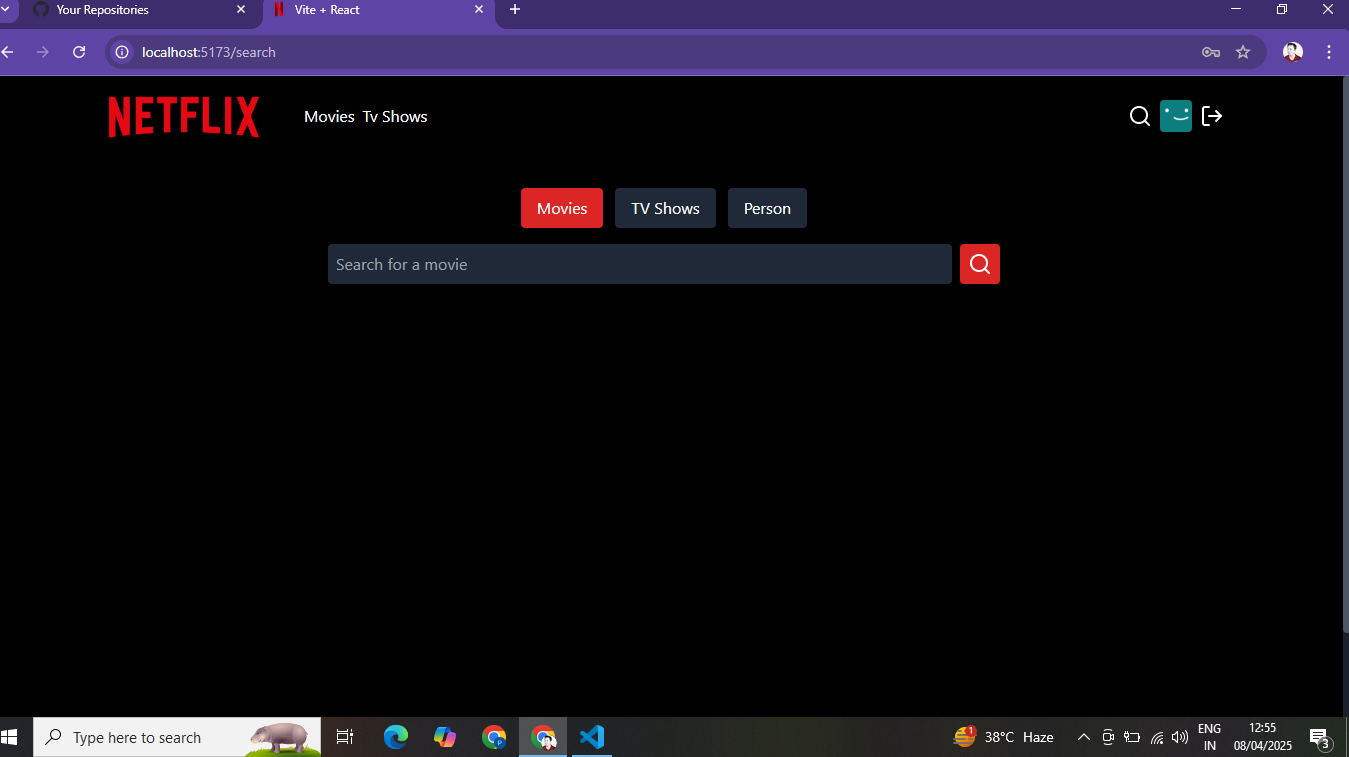 Your Repositories
Vite + React
localhost:5173/search
NETFLIX
Movies Tv Shows
Movies TV Shows Person
Search for a movie
Type here to search
P
1
38°C Haze
ENG
IN
12:55
08/04/2025
3